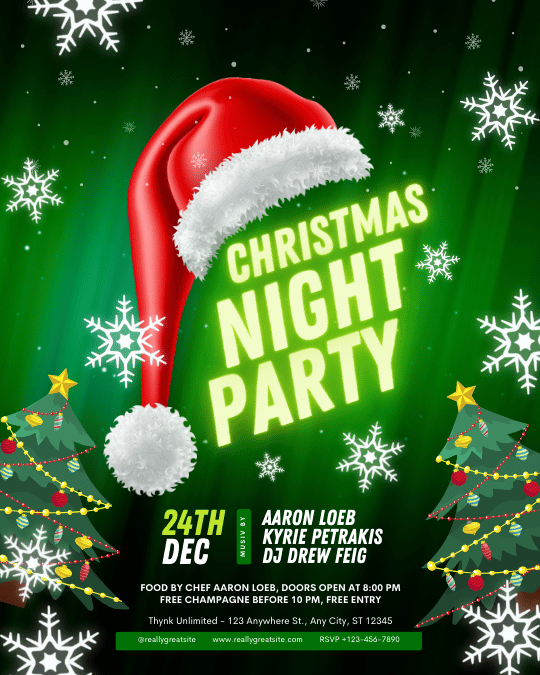 CHRISTMAS
NIGHT
PARTY
24TH
DEC
MUSIV BY
AARON LOEB
KYRIE PETRAKIS
DJ DREW FEIG
FOOD BY CHEF AARON LOEB, DOORS OPEN AT 8:00 PM
FREE CHAMPAGNE BEFORE 10 PM, FREE ENTRY
Thynk Unlimited - 123 Anywhere St., Any City, ST 12345
@reallygreatsite www.reallygreatsite.com RSVP +123-456-7890